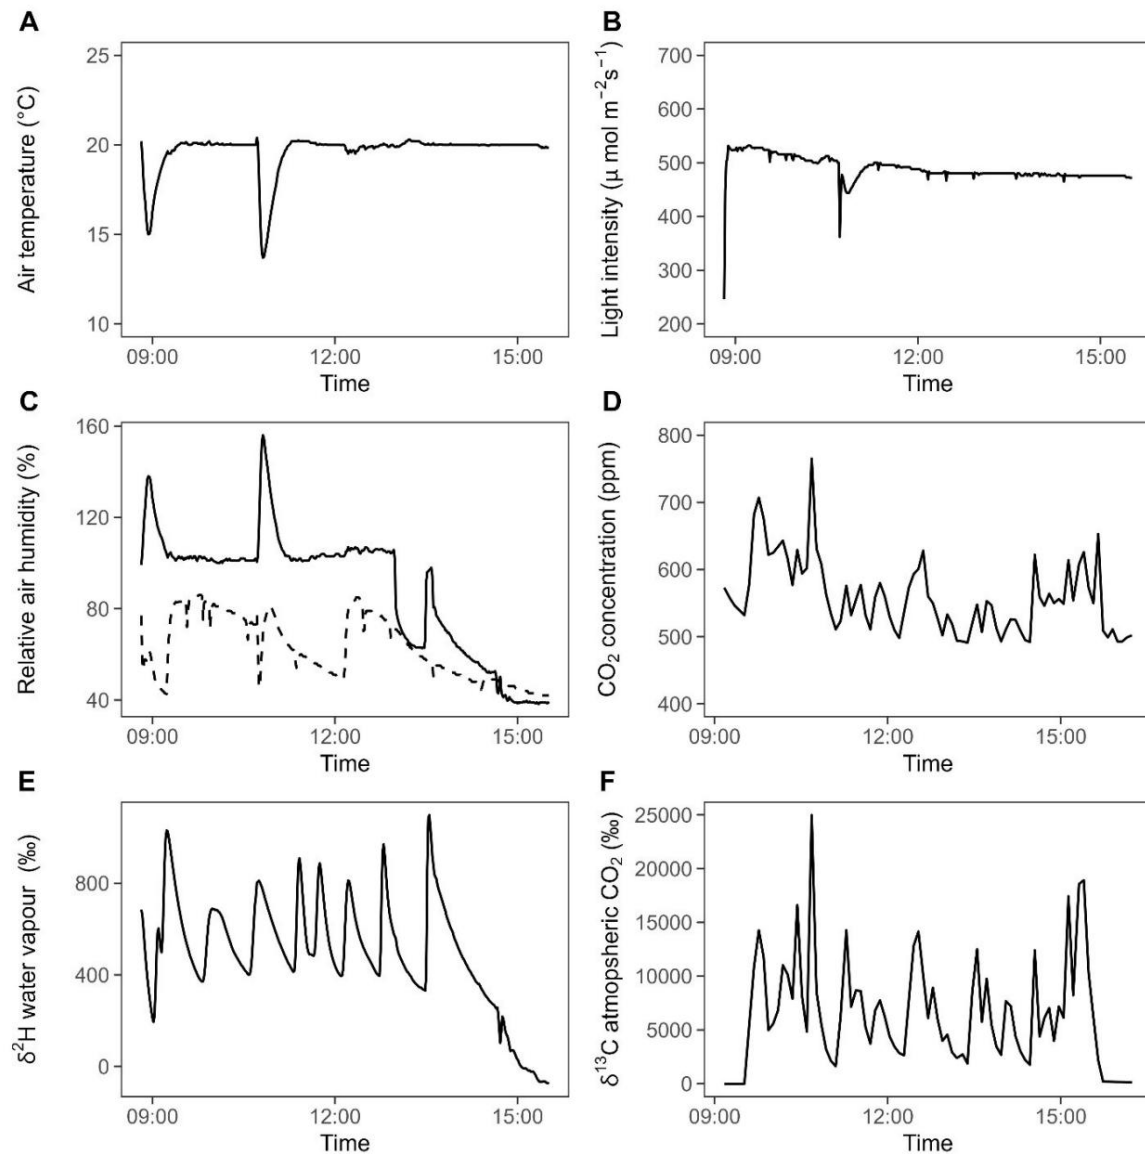 A
Air temperature (°C)
25
20
15
10
09:00 12:00 15:00
Time
B
Light intensity (μ mol m⁻²s⁻¹)
700
600
500
400
300
200
09:00 12:00 15:00
Time
C
Relative air humidity (%)
160
120
80
40
09:00 12:00 15:00
Time
D
CO₂ concentration (ppm)
800
700
600
500
400
09:00 12:00 15:00
Time
E
δ²H water vapour (‰)
800
400
0
09:00 12:00 15:00
Time
F
δ¹³C atmopsheric CO₂ (‰)
25000
20000
15000
10000
5000
0
09:00 12:00 15:00
Time